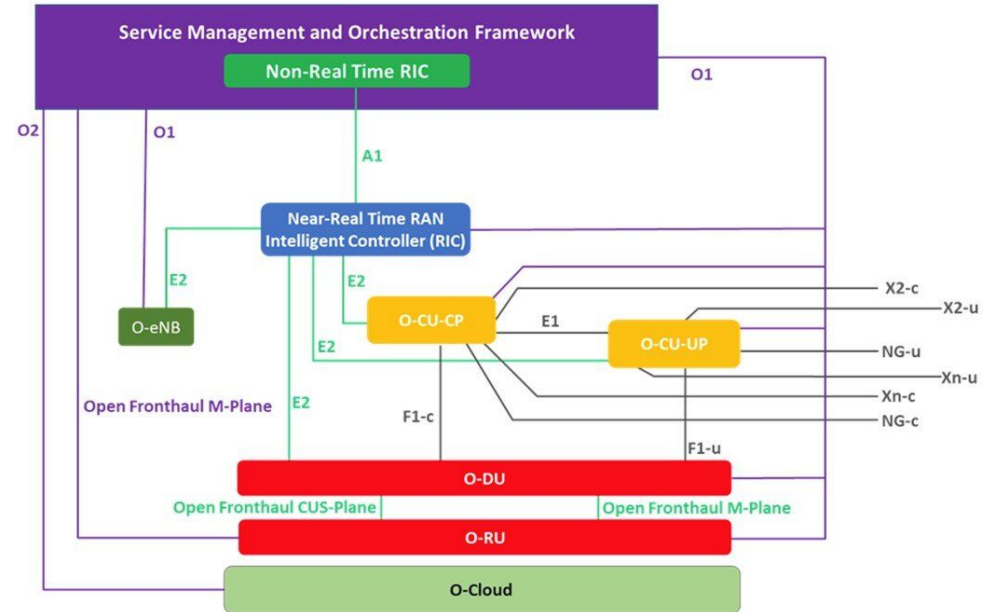 Service Management and Orchestration Framework
Non-Real Time RIC
O1
O2
O1
A1
Near-Real Time RAN
Intelligent Controller (RIC)
E2
E2
X2-c
X2-u
O-eNB
O-CU-CP
E1
O-CU-UP
E2
NG-u
Xn-u
Xn-c
Open Fronthaul M-Plane
E2
F1-c
NG-c
F1-u
O-DU
Open Fronthaul CUS-Plane
Open Fronthaul M-Plane
O-RU
O-Cloud